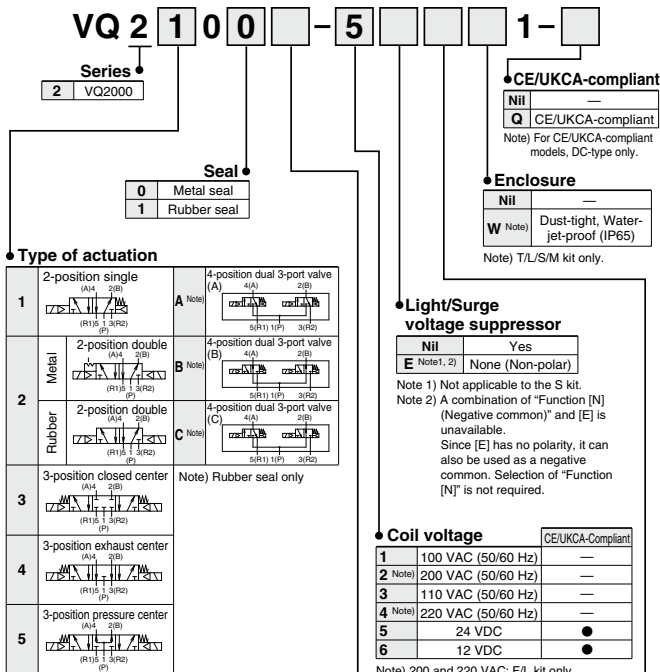 VQ 2 1 0 0 - 5 1 -
Series
2 VQ2000
CE/UKCA-compliant
Nil —
Q CE/UKCA-compliant
Note) For CE/UKCA-compliant
models, DC-type only.
Seal
0 Metal seal
1 Rubber seal
Enclosure
Nil —
W Note) Dust-tight, Water-
jet-proof (IP65)
Note) T/L/S/M kit only.
Type of actuation
1
2-position single
(A)4 2(B)
(R1)5 1 3(R2)
(P)
A Note)
4-position dual 3-port valve
(A) 4(A) 2(B)
5(R1) 1(P) 3(R2)
2
Metal
2-position double
(A)4 2(B)
(R1)5 1 3(R2)
(P)
B Note)
4-position dual 3-port valve
(B) 4(A) 2(B)
5(R1) 1(P) 3(R2)
Rubber
2-position double
(A)4 2(B)
(R1)5 1 3(R2)
(P)
C Note)
4-position dual 3-port valve
(C) 4(A) 2(B)
5(R1) 1(P) 3(R2)
3
3-position closed center
(A)4 2(B)
(R1)5 1 3(R2)
(P)
Note) Rubber seal only
4
3-position exhaust center
(A)4 2(B)
(R1)5 1 3(R2)
(P)
5
3-position pressure center
(A)4 2(B)
(R1)5 1 3(R2)
(P)
Light/Surge
voltage suppressor
Nil Yes
E Note1, 2) None (Non-polar)
Note 1) Not applicable to the S kit.
Note 2) A combination of “Function [N]
(Negative common)” and [E] is
unavailable.
Since [E] has no polarity, it can
also be used as a negative
common. Selection of “Function
[N]” is not required.
Coil voltage CE/UKCA-Compliant
1 100 VAC (50/60 Hz) —
2 Note) 200 VAC (50/60 Hz) —
3 110 VAC (50/60 Hz) —
4 Note) 220 VAC (50/60 Hz) —
5 24 VDC ●
6 12 VDC ●
Note) 200 and 220 VAC: F/L kit only